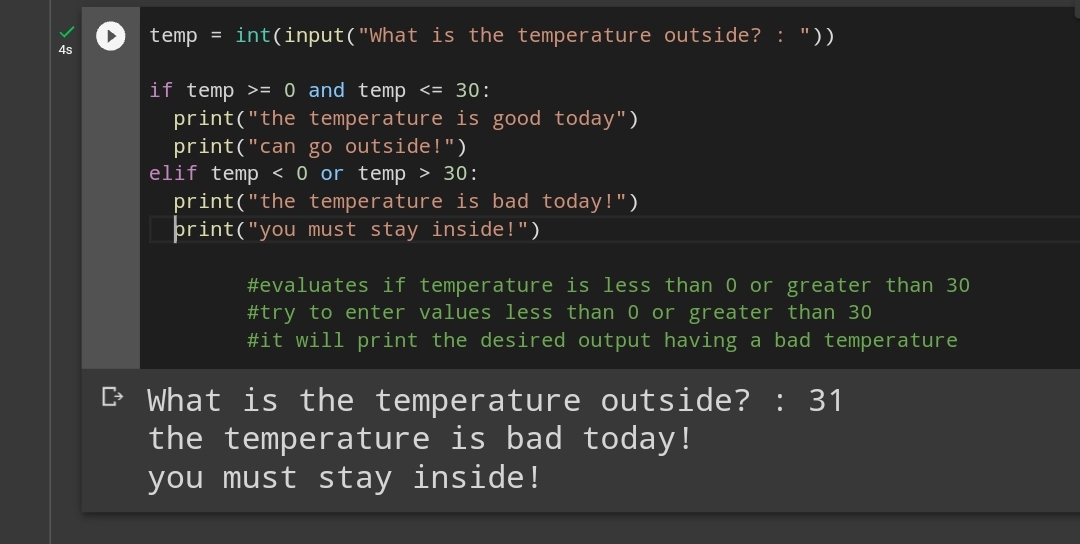 temp = int(input("What is the temperature outside? : "))
4s
if temp >= 0 and temp <= 30:
print("the temperature is good today")
print("can go outside!")
elif temp < 0 or temp > 30:
print("the temperature is bad today!")
print("you must stay inside!")
#evaluates if temperature is less than 0 or greater than 30
#try to enter values less than 0 or greater than 30
#it will print the desired output having a bad temperature
What is the temperature outside? : 31
the temperature is bad today!
you must stay inside!